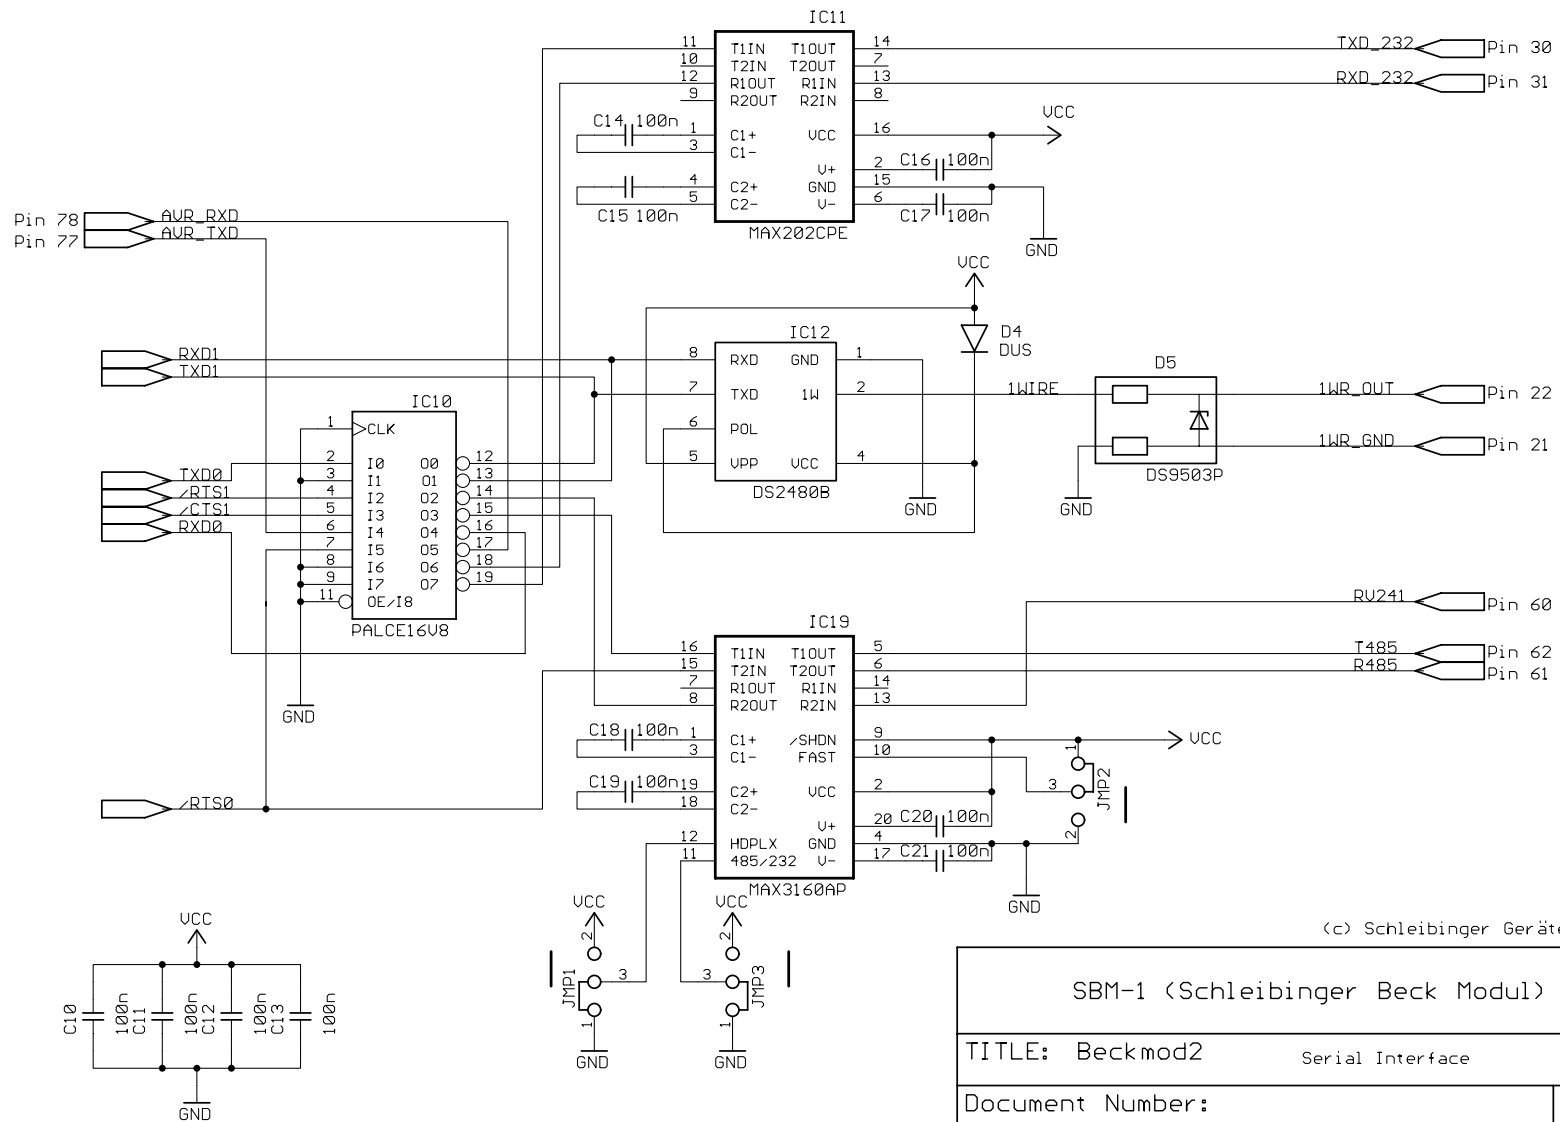 IC11
11 T1IN T1OUT 14 TXD_232 Pin 30
10 T2IN T2OUT 7
12 R1OUT R1IN 13 RXD_232 Pin 31
9 R2OUT R2IN 8
C14 100n 1 C1+ VCC 16 VCC
3 C1-
V+ 2 C16 100n
4 C2+ GND 15
C15 100n 5 C2- V- 6 C17 100n
MAX202CPE
GND
Pin 78 AVR_RXD
Pin 77 AVR_TXD
VCC
IC12
D4
DUS
RXD1 8 RXD GND 1
TXD1
7 TXD 1W 2 1WIRE
6 POL
5 VPP VCC 4
DS2480B
GND
D5
1WR_OUT Pin 22
1WR_GND Pin 21
DS9503P
GND
IC10
1 CLK
TXD0 2 I0 O0 12
3 I1 O1 13
/RTS1 4 I2 O2 14
/CTS1 5 I3 O3 15
RXD0 6 I4 O4 16
7 I5 O5 17
8 I6 O6 18
9 I7 O7 19
11 OE/I8
PALCE16V8
GND
/RTS0
IC19
RV241 Pin 60
16 T1IN T1OUT 5 T485 Pin 62
15 T2IN T2OUT 6 R485 Pin 61
7 R1OUT R1IN 14
8 R2OUT R2IN 13
C18 100n 1 C1+ /SHDN 9 VCC
3 C1- FAST 10
C19 100n 19 C2+ VCC 2
18 C2-
V+ 20 C20 100n
12 HDPLX GND 4
11 485/232 V- 17 C21 100n
MAX3160AP
GND
1
3 JMP2
2
VCC
2
JMP1 3
1
GND
VCC
2
3 JMP3
1
GND
VCC
C10 100n C11 100n C12 100n C13 100n
GND
(c) Schleibinger Geräte
SBM-1 (Schleibinger Beck Modul)
TITLE: Beckmod2 Serial Interface
Document Number: